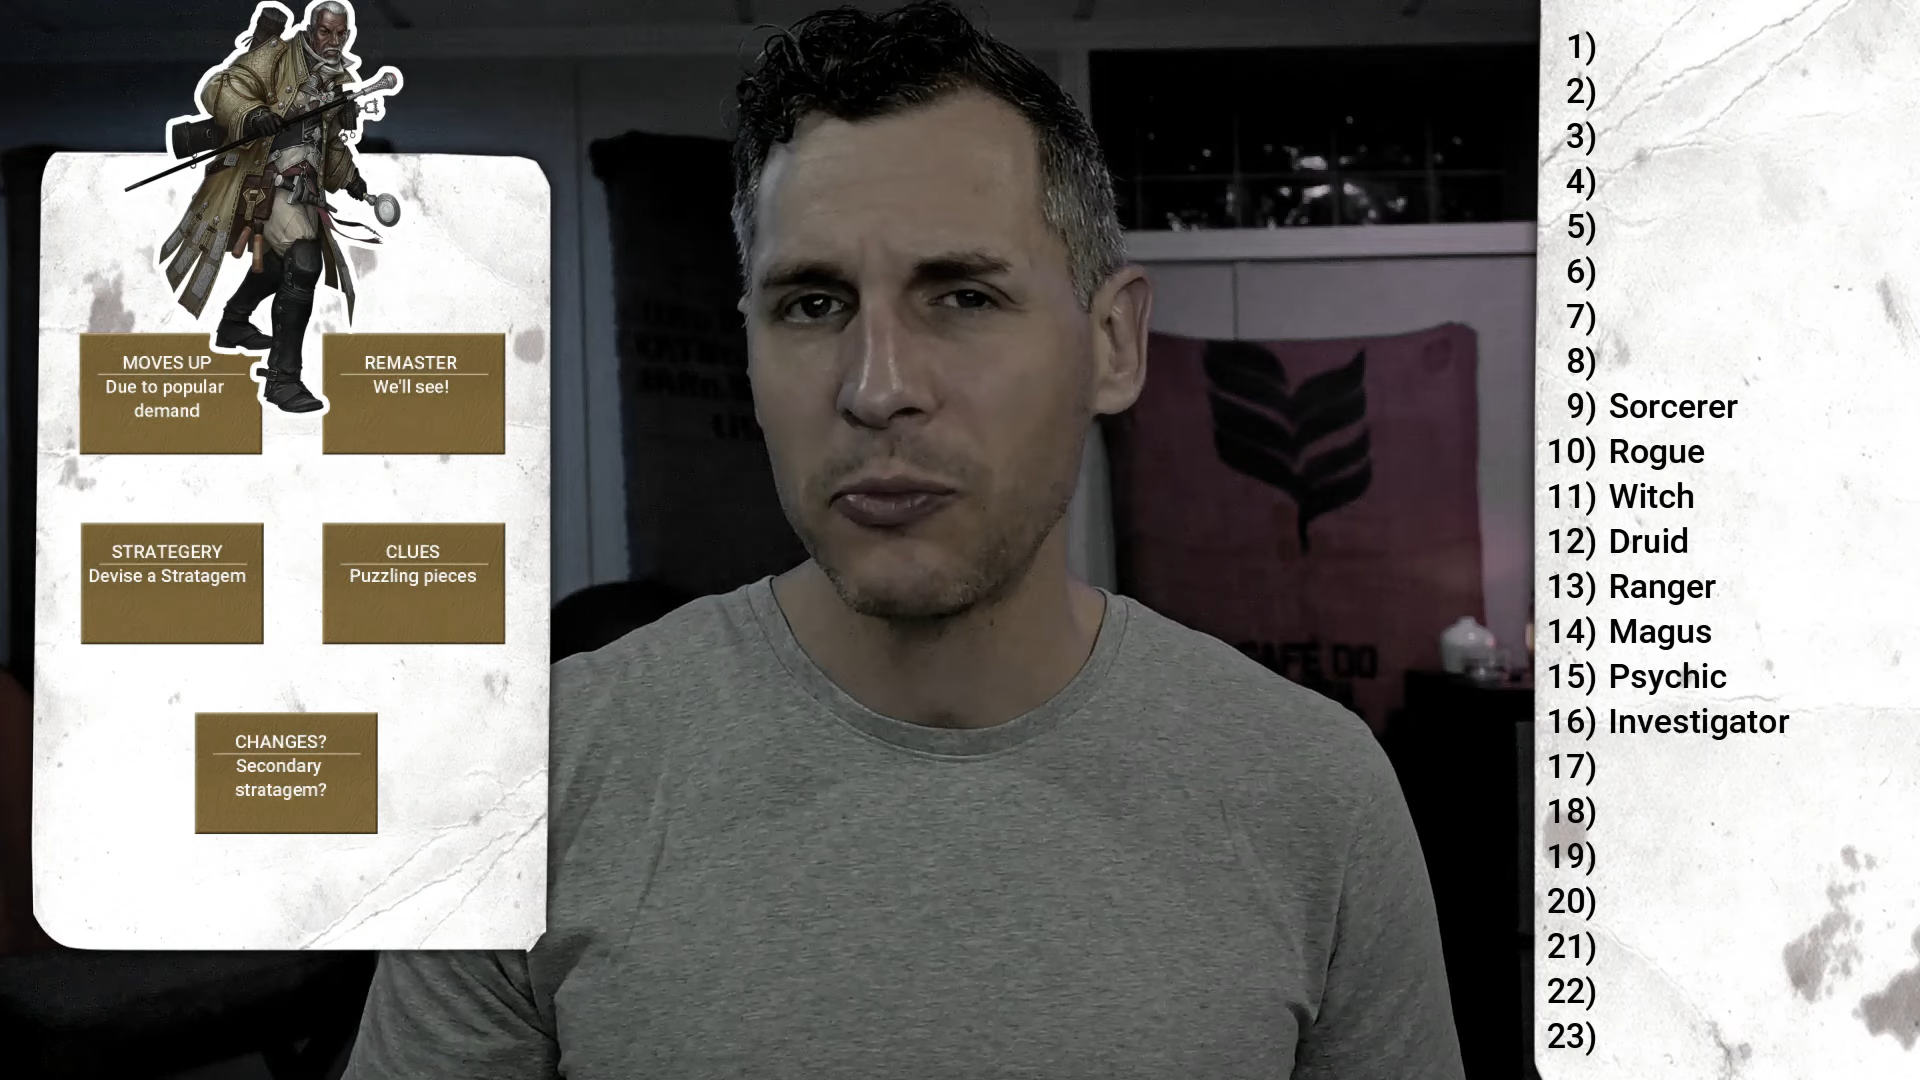 MOVES UP
Due to popular
demand
REMASTER
We'll see!
STRATEGERY
Devise a Stratagem
CLUES
Puzzling pieces
CHANGES?
Secondary
stratagem?
CAFÉ DO
1)
2)
3)
4)
5)
6)
7)
8)
9) Sorcerer
10) Rogue
11) Witch
12) Druid
13) Ranger
14) Magus
15) Psychic
16) Investigator
17)
18)
19)
20)
21)
22)
23)